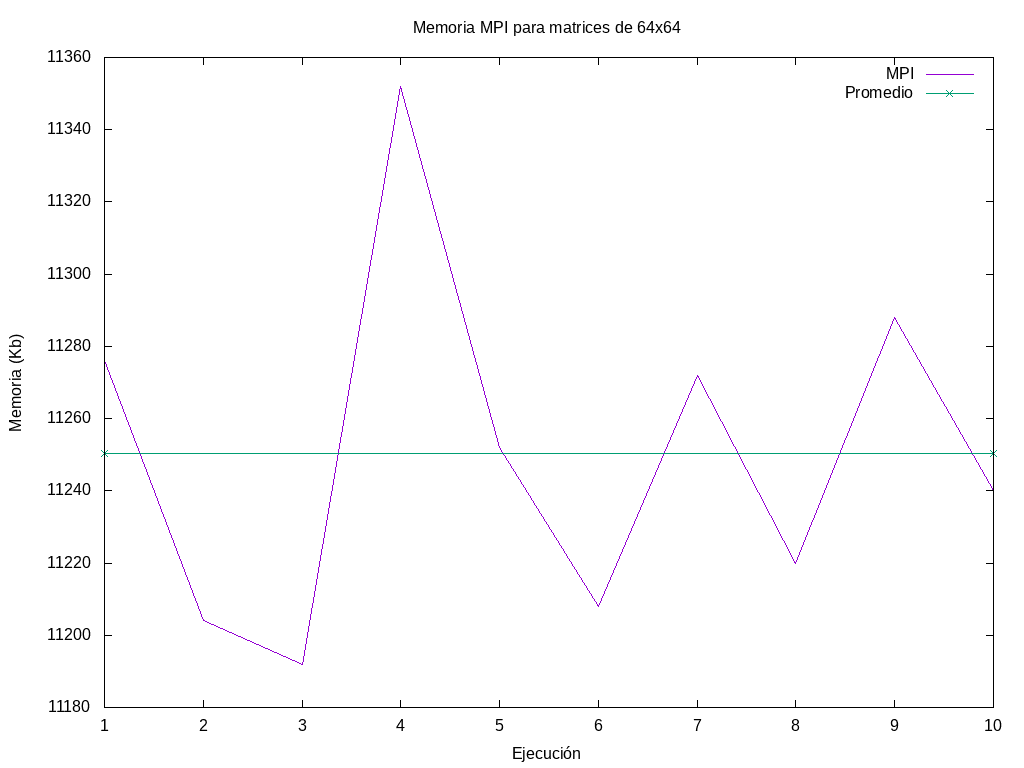 Memoria MPI para matrices de 64x64
MPI
Promedio
11360
11340
11320
11300
11280
11260
11240
11220
11200
11180
Memoria (Kb)
1 2 3 4 5 6 7 8 9 10
Ejecución